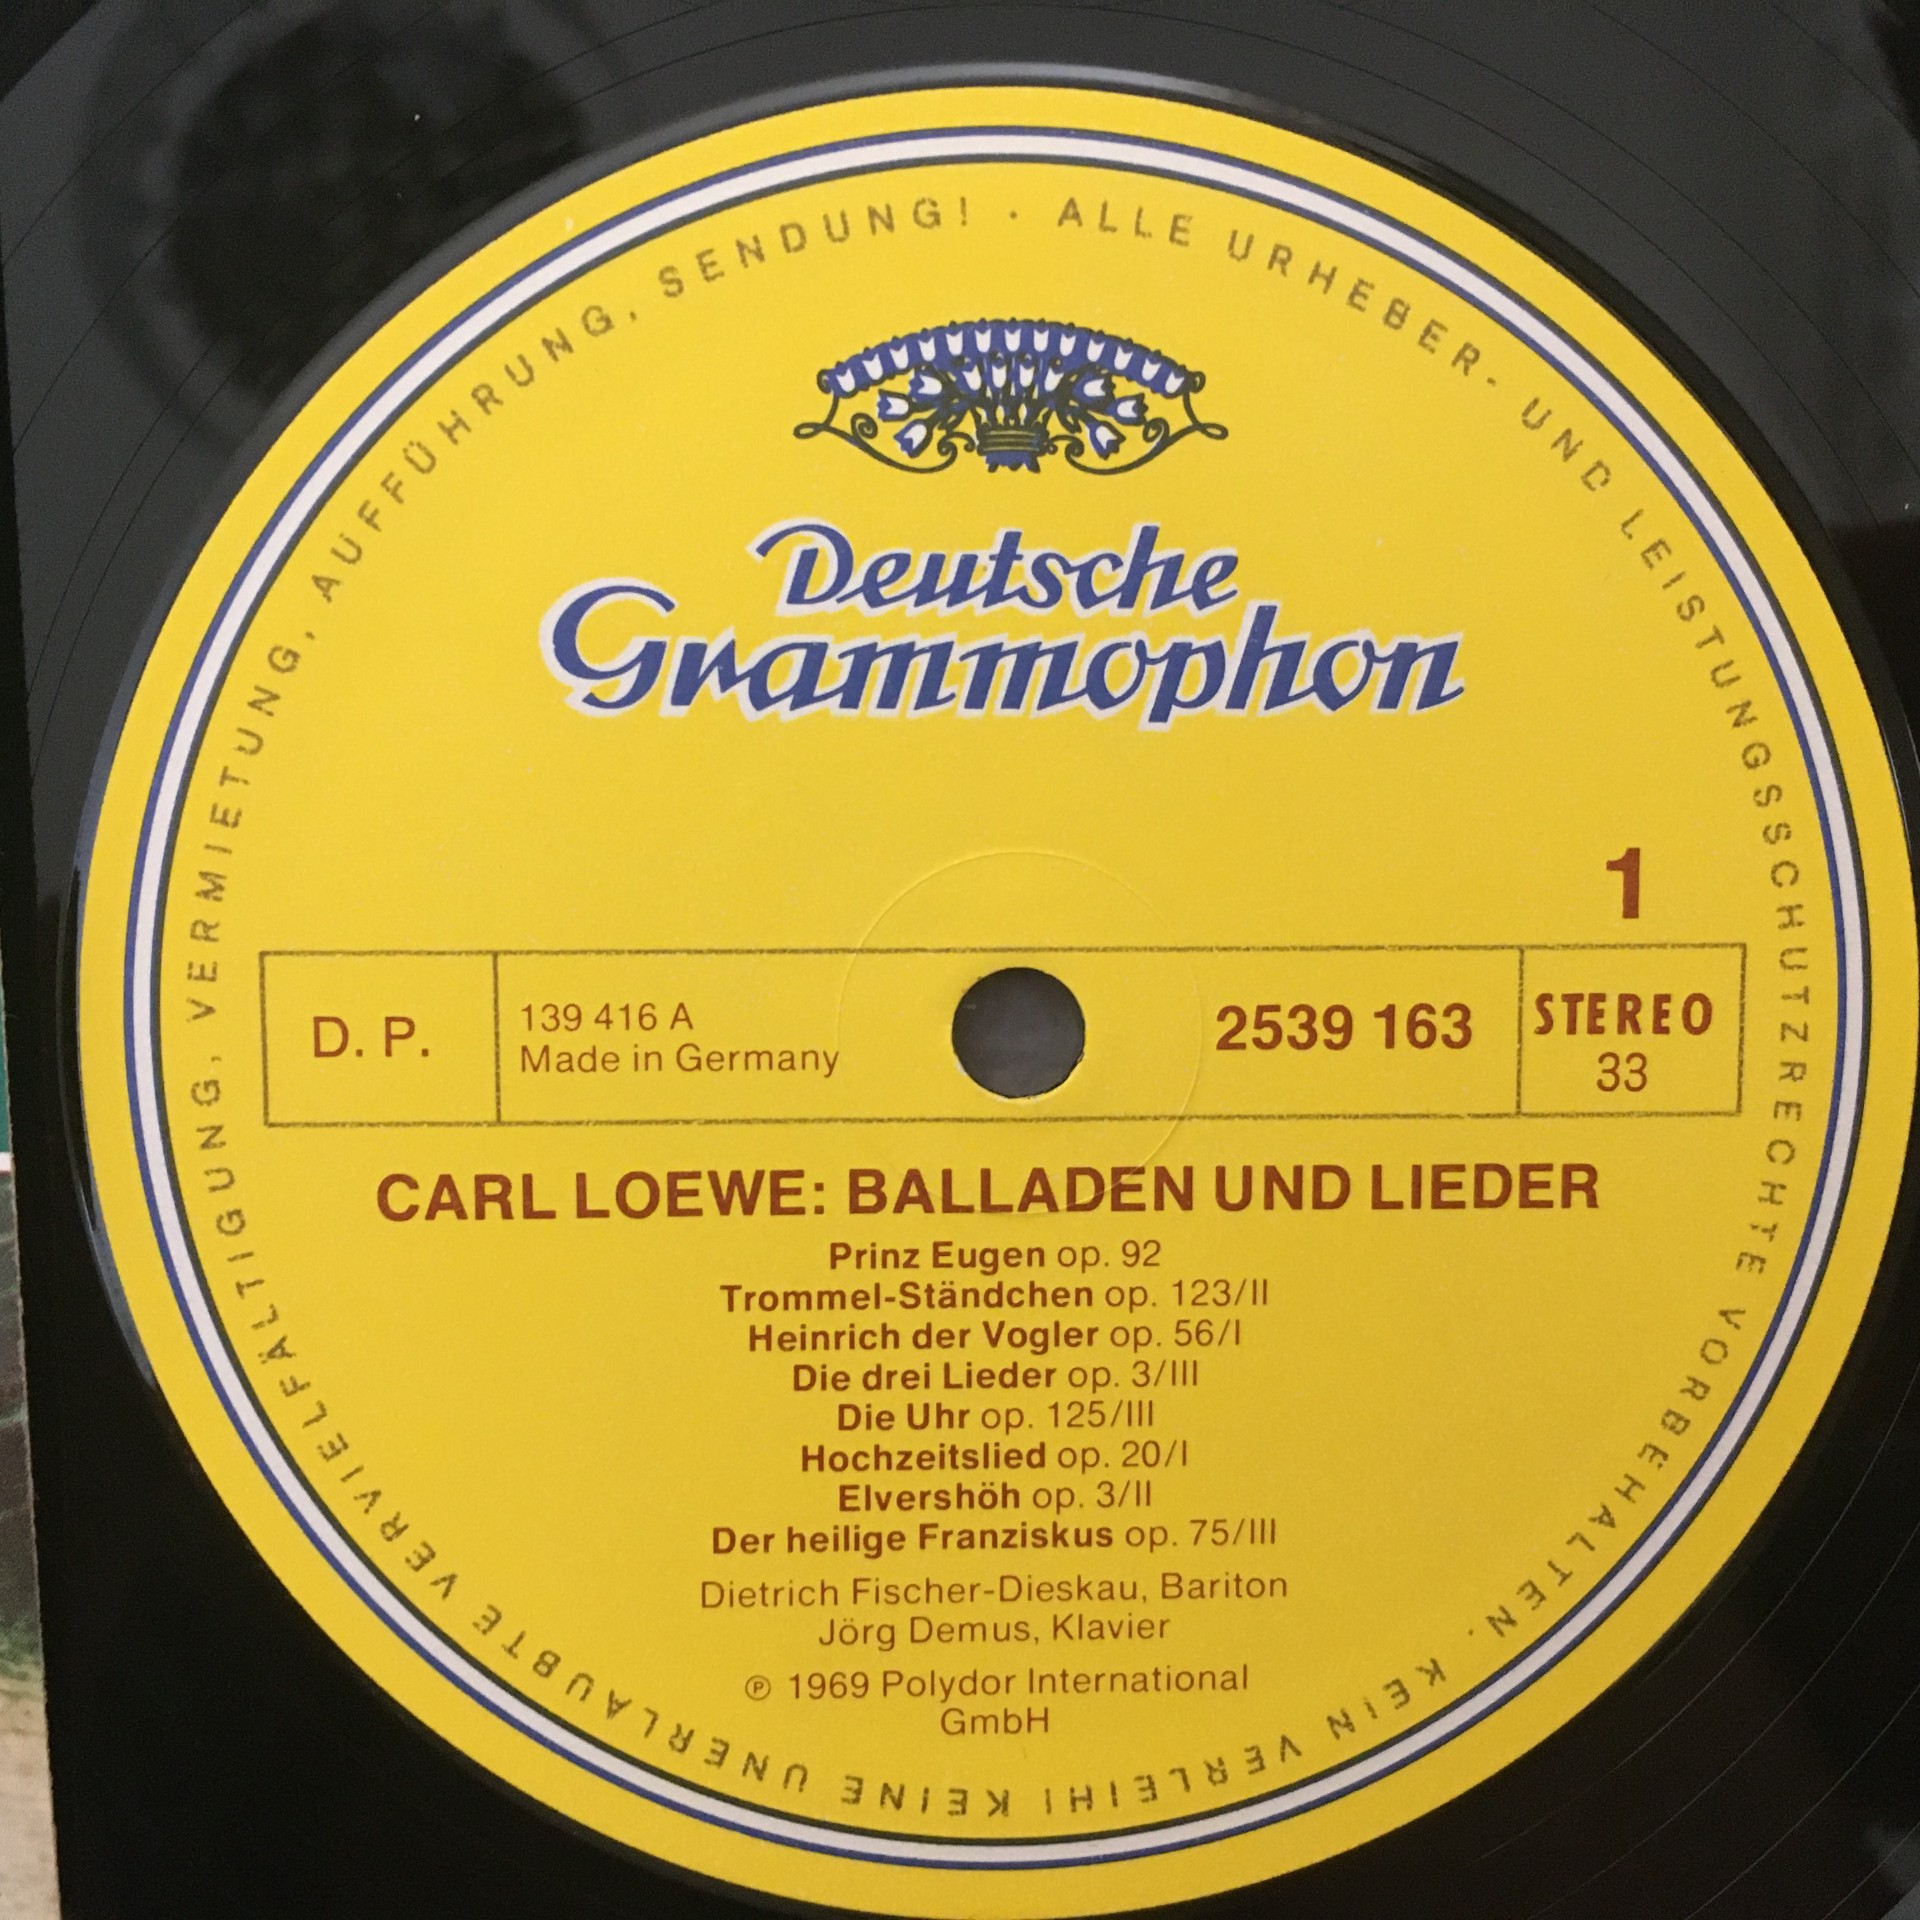 ALLE URHEBER- UND LEISTUNGSSCHUTZRECHTE VORBEHALTEN. KEIN VERLEIH! KEINE UNERLAUBTE VERVIELFÄLTIGUNG, VERMIETUNG, AUFFÜHRUNG, SENDUNG! ·
Deutsche
Grammophon
1
D. P.
139 416 A
Made in Germany
2539 163
STEREO
33
CARL LOEWE: BALLADEN UND LIEDER
Prinz Eugen op. 92
Trommel-Ständchen op. 123/II
Heinrich der Vogler op. 56/I
Die drei Lieder op. 3/III
Die Uhr op. 125/III
Hochzeitslied op. 20/I
Elvershöh op. 3/II
Der heilige Franziskus op. 75/III
Dietrich Fischer-Dieskau, Bariton
Jörg Demus, Klavier
℗ 1969 Polydor International
GmbH